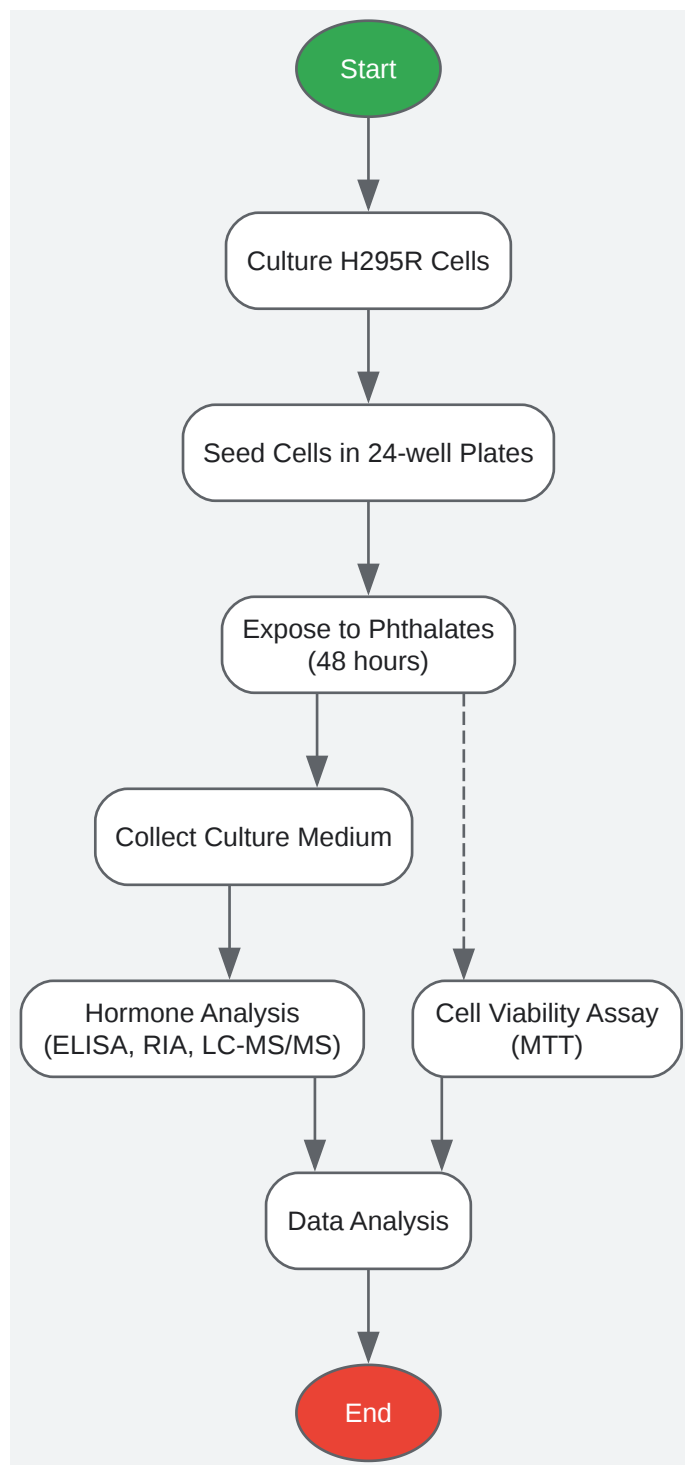 Start
Culture H295R Cells
Seed Cells in 24-well Plates
Expose to Phthalates
(48 hours)
Collect Culture Medium
Hormone Analysis
(ELISA, RIA, LC-MS/MS)
Cell Viability Assay
(MTT)
Data Analysis
End